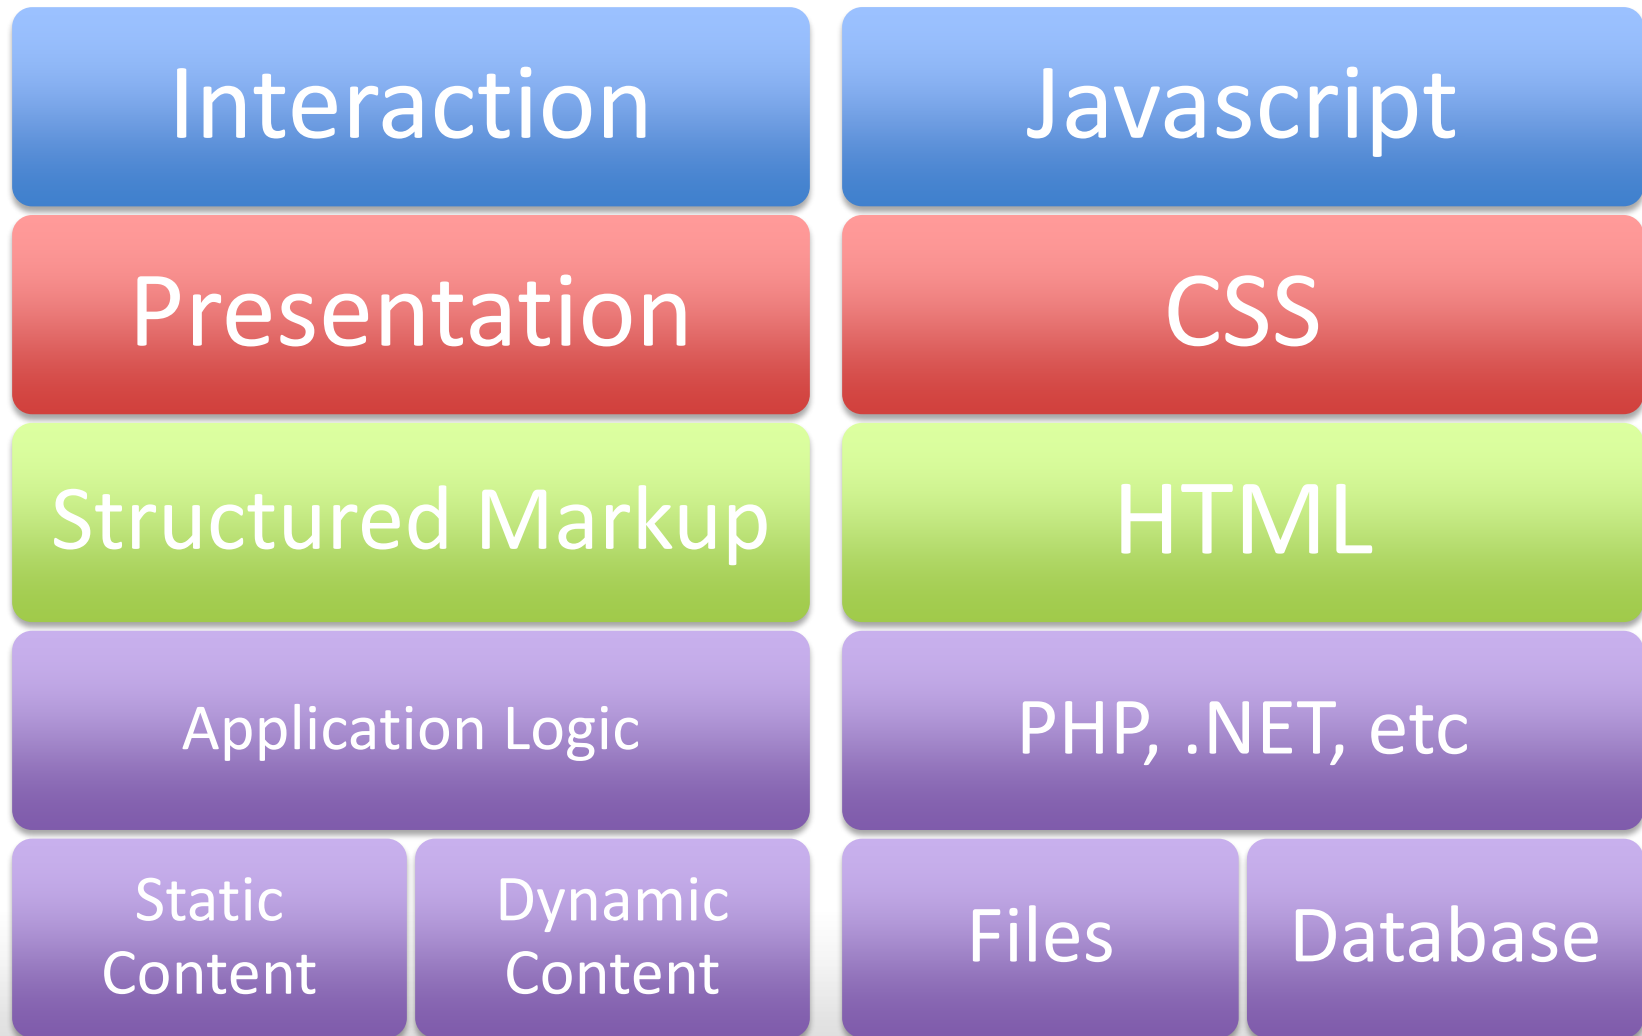 Interaction
Javascript
Presentation
CSS
Structured Markup
HTML
Application Logic
PHP, .NET, etc
Static
Content
Dynamic
Content
Files
Database